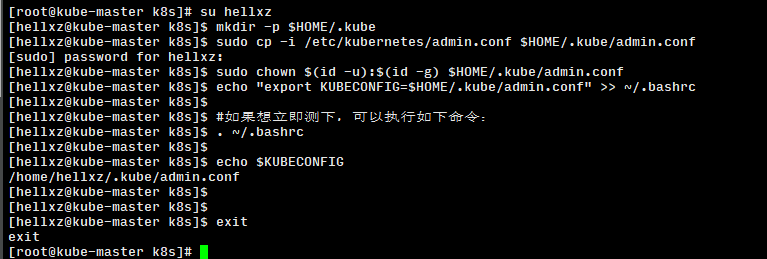 [root@kube-master k8s]# su hellxz
[hellxz@kube-master k8s]$ mkdir -p $HOME/.kube
[hellxz@kube-master k8s]$ sudo cp -i /etc/kubernetes/admin.conf $HOME/.kube/admin.conf
[sudo] password for hellxz:
[hellxz@kube-master k8s]$ sudo chown $(id -u):$(id -g) $HOME/.kube/admin.conf
[hellxz@kube-master k8s]$ echo "export KUBECONFIG=$HOME/.kube/admin.conf" >> ~/.bashrc
[hellxz@kube-master k8s]$
[hellxz@kube-master k8s]$ #如果想立即测下，可以执行如下命令：
[hellxz@kube-master k8s]$ . ~/.bashrc
[hellxz@kube-master k8s]$
[hellxz@kube-master k8s]$ echo $KUBECONFIG
/home/hellxz/.kube/admin.conf
[hellxz@kube-master k8s]$
[hellxz@kube-master k8s]$
[hellxz@kube-master k8s]$ exit
exit
[root@kube-master k8s]#